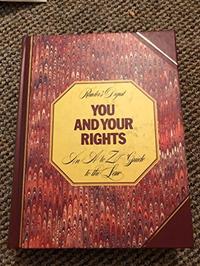 Reader's Digest
YOU
AND YOUR
RIGHTS
An A to Z Guide
to the Law